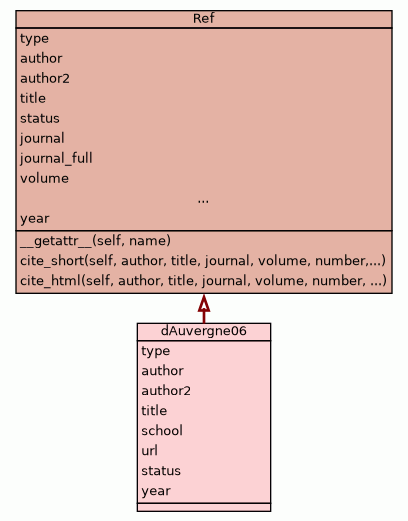 Ref
type
author
author2
title
status
journal
journal_full
volume
...
year
__getattr__(self, name)
cite_short(self, author, title, journal, volume, number,...)
cite_html(self, author, title, journal, volume, number, ...)
dAuvergne06
type
author
author2
title
school
url
status
year